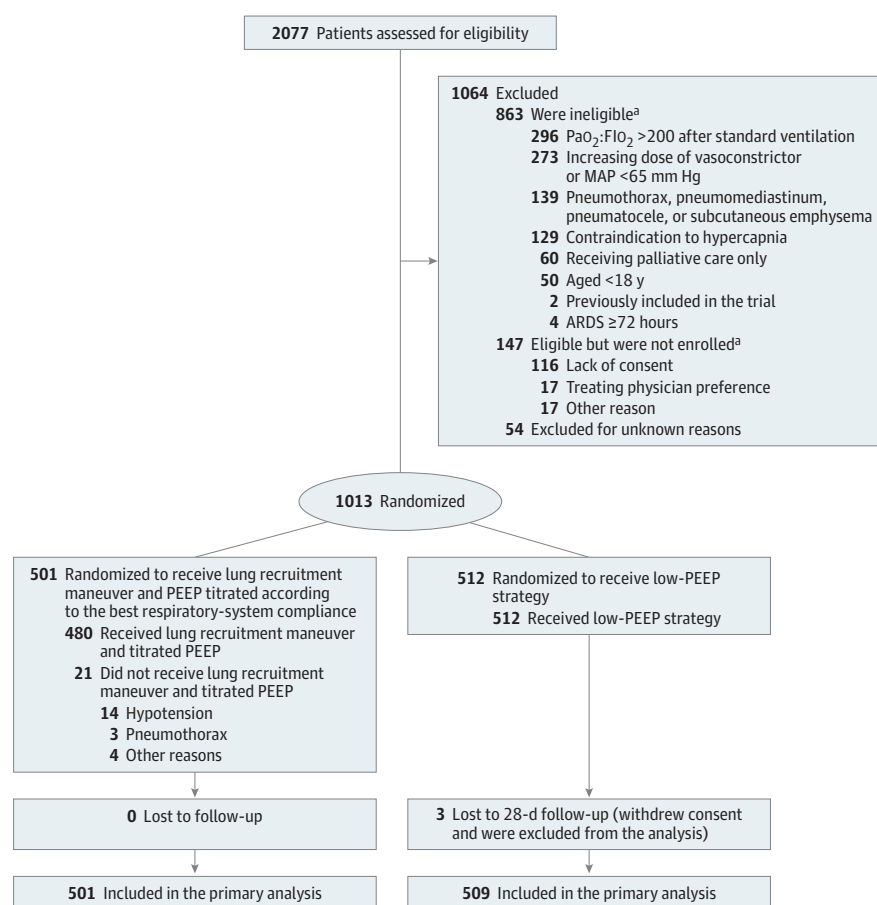 2077 Patients assessed for eligibility
1064 Excluded
863 Were ineligibleᵃ
296 PaO₂:FIO₂ >200 after standard ventilation
273 Increasing dose of vasoconstrictor
or MAP <65 mm Hg
139 Pneumothorax, pneumomediastinum,
pneumatocele, or subcutaneous emphysema
129 Contraindication to hypercapnia
60 Receiving palliative care only
50 Aged <18 y
2 Previously included in the trial
4 ARDS ≥72 hours
147 Eligible but were not enrolledᵃ
116 Lack of consent
17 Treating physician preference
17 Other reason
54 Excluded for unknown reasons
1013 Randomized
501 Randomized to receive lung recruitment
maneuver and PEEP titrated according
to the best respiratory-system compliance
480 Received lung recruitment maneuver
and titrated PEEP
21 Did not receive lung recruitment
maneuver and titrated PEEP
14 Hypotension
3 Pneumothorax
4 Other reasons
512 Randomized to receive low-PEEP
strategy
512 Received low-PEEP strategy
0 Lost to follow-up
3 Lost to 28-d follow-up (withdrew consent
and were excluded from the analysis)
501 Included in the primary analysis
509 Included in the primary analysis